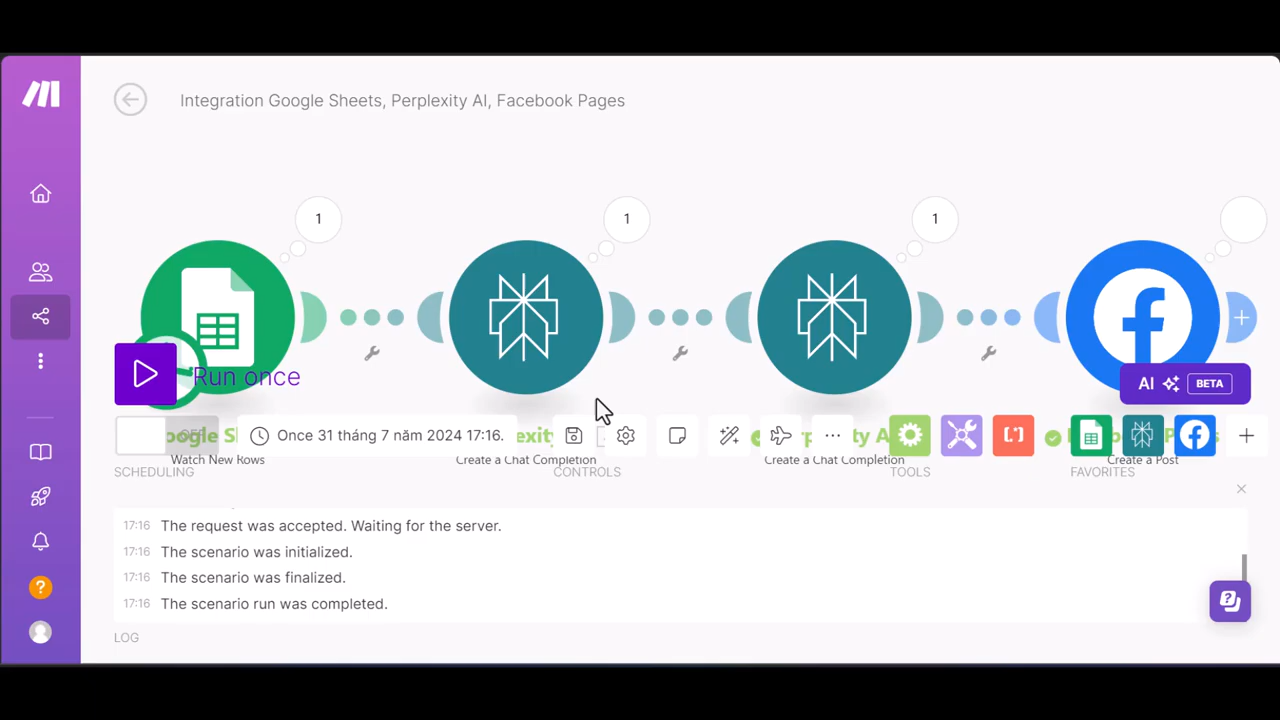 Integration Google Sheets, Perplexity AI, Facebook Pages
1
1
1
Run once
AI BETA
Once 31 tháng 7 năm 2024 17:16.
[.*]
Watch New Rows
Create a Chat Completion
Create a Chat Completion
Create a Post
SCHEDULING
CONTROLS
TOOLS
FAVORITES
17:16 The request was accepted. Waiting for the server.
17:16 The scenario was initialized.
17:16 The scenario was finalized.
17:16 The scenario run was completed.
LOG